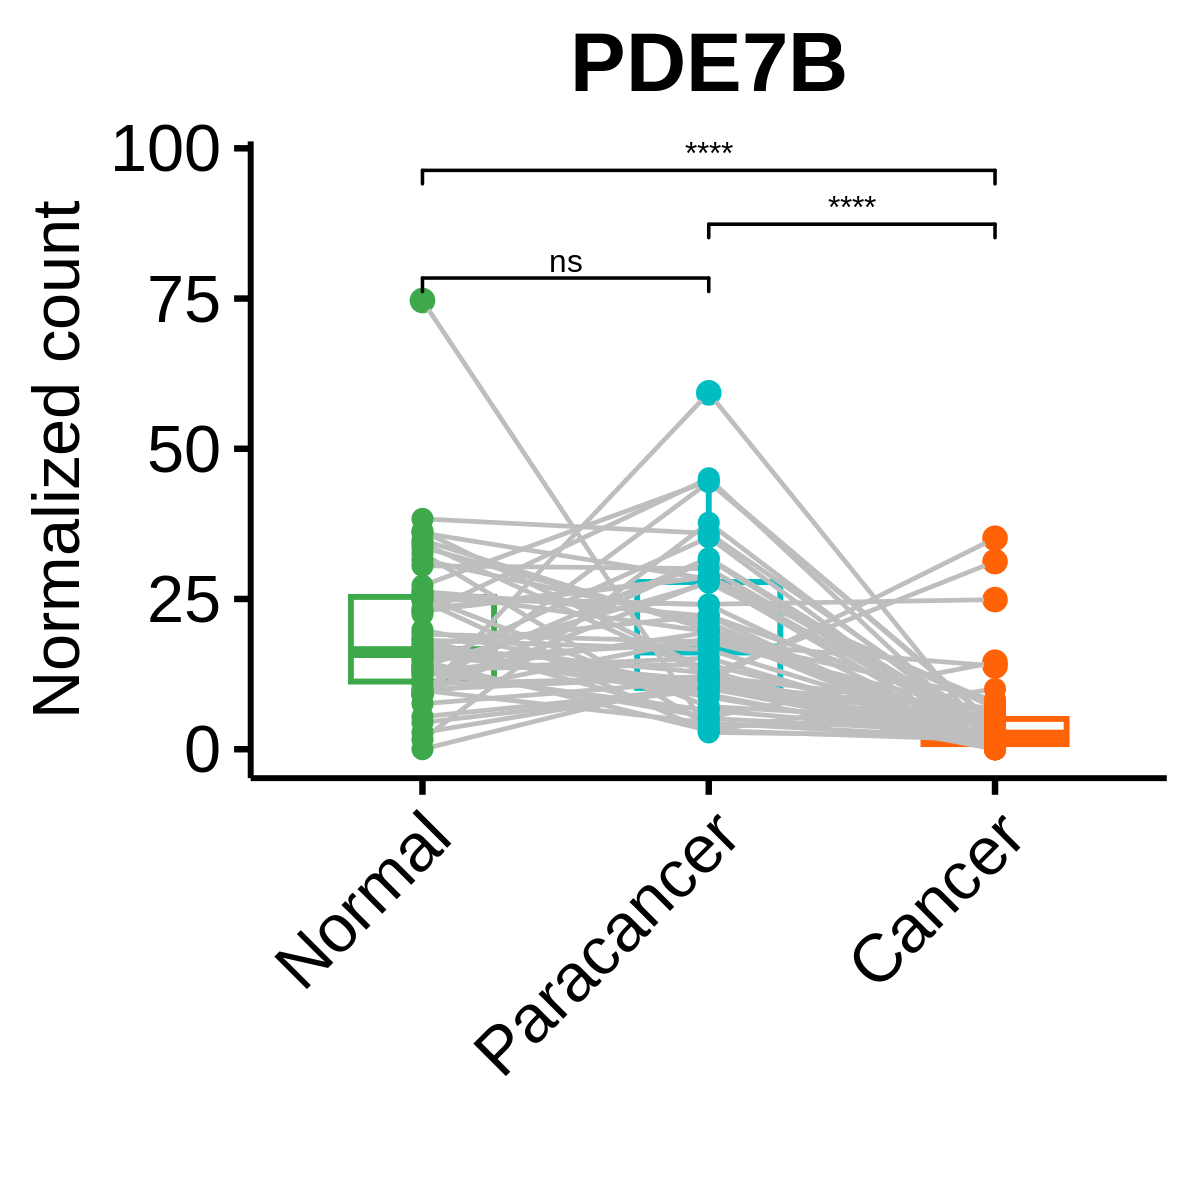 PDE7B
Normalized count
100
75
50
25
0
****
****
ns
Normal
Paracancer
Cancer